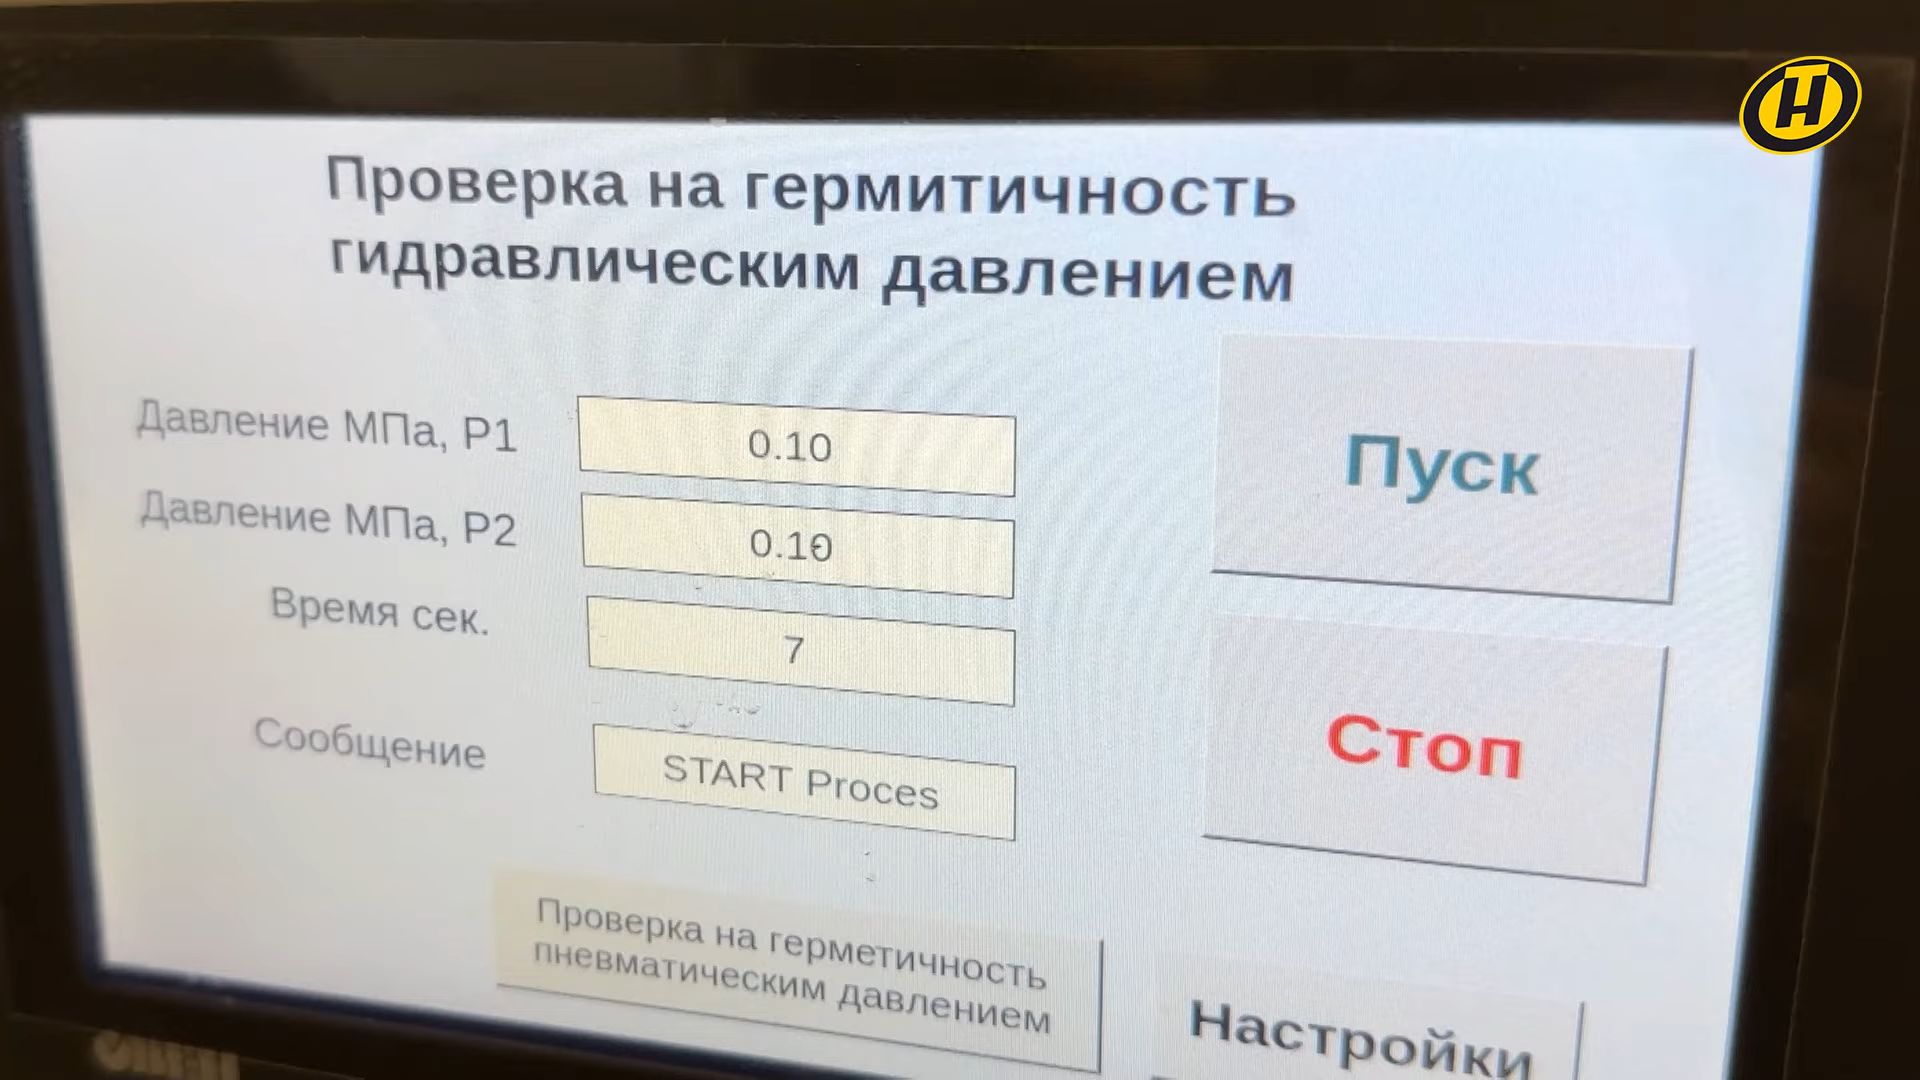 Проверка на гермитичность
гидравлическим давлением
Давление МПа, P1
0.10
Давление МПа, P2
0.10
Время сек.
7
Сообщение
START Proces
Пуск
Стоп
Проверка на герметичность
пневматическим давлением
Настройки
ТН